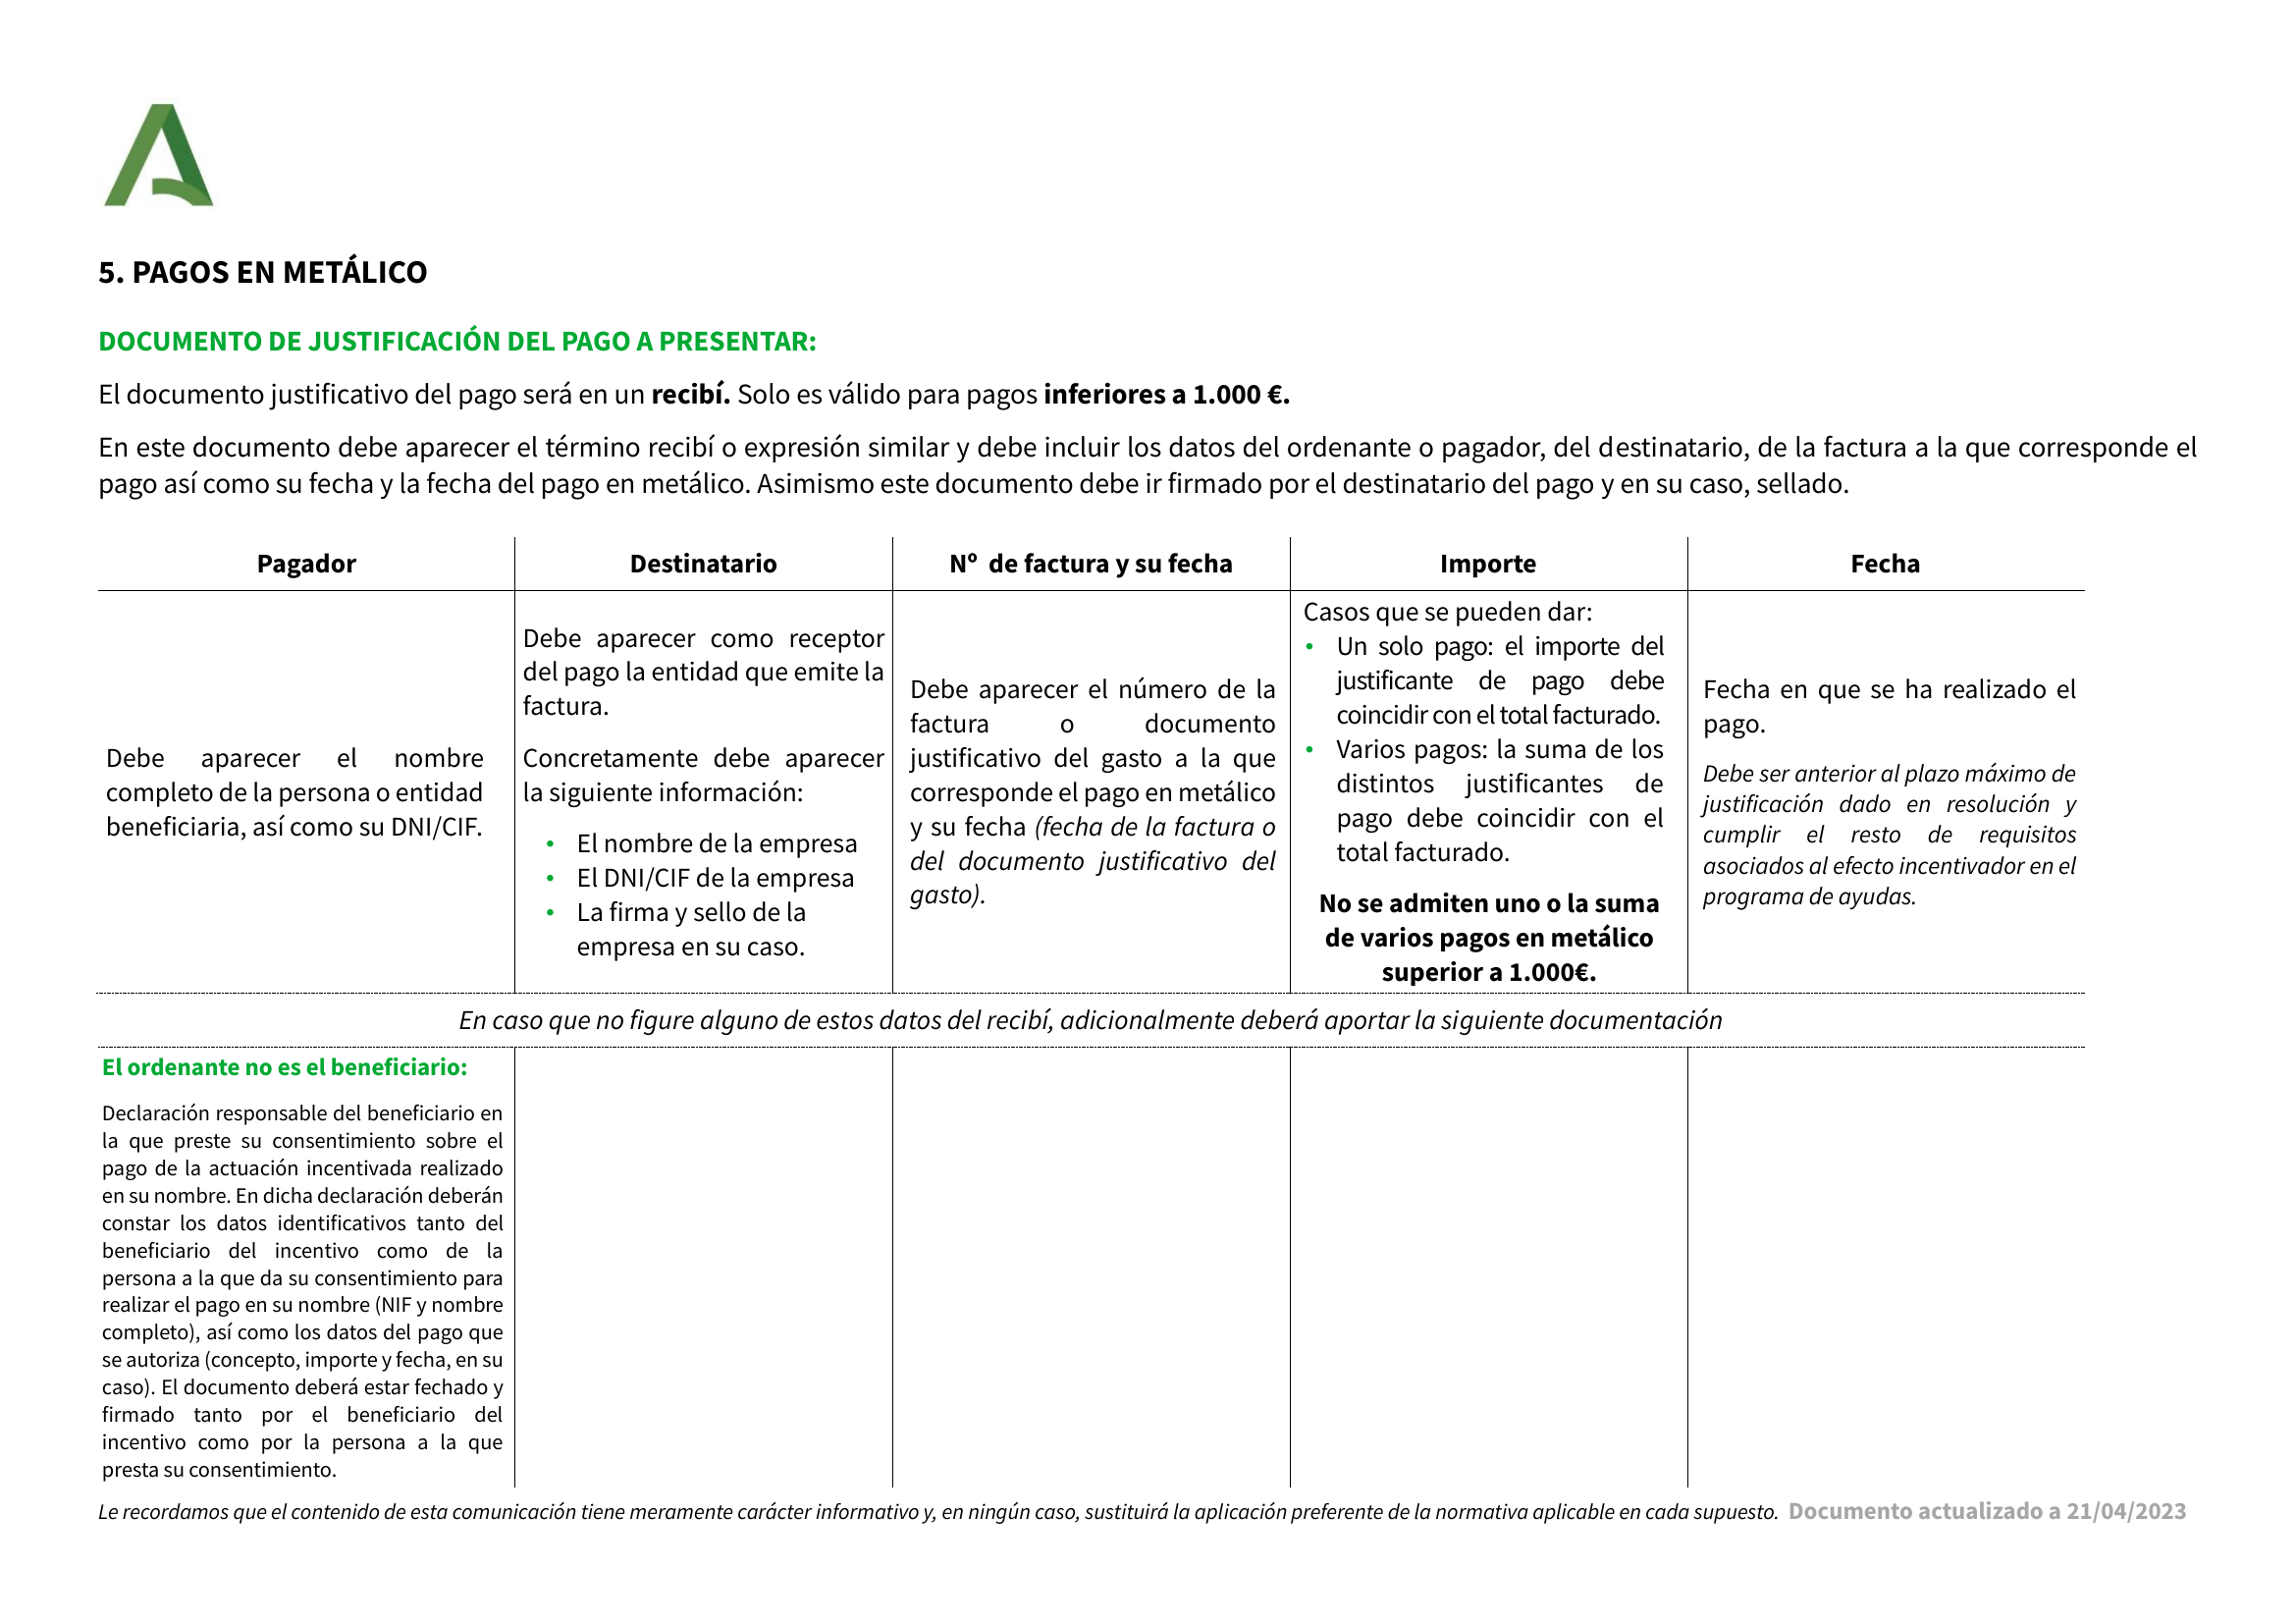 5. PAGOS EN METÁLICO
DOCUMENTO DE JUSTIFICACIÓN DEL PAGO A PRESENTAR:
El documento justificativo del pago será en un recibí. Solo es válido para pagos inferiores a 1.000 €.
En este documento debe aparecer el término recibí o expresión similar y debe incluir los datos del ordenante o pagador, del destinatario, de la factura a la que corresponde el
pago así como su fecha y la fecha del pago en metálico. Asimismo este documento debe ir firmado por el destinatario del pago y en su caso, sellado.
Pagador
Destinatario
Nº de factura y su fecha
Importe
Fecha
Debe aparecer el nombre
completo de la persona o entidad
beneficiaria, así como su DNI/CIF.
Debe aparecer como receptor
del pago la entidad que emite la
factura.
Concretamente debe aparecer
la siguiente información:
• El nombre de la empresa
• El DNI/CIF de la empresa
• La firma y sello de la
empresa en su caso.
Debe aparecer el número de la
factura o documento
justificativo del gasto a la que
corresponde el pago en metálico
y su fecha (fecha de la factura o
del documento justificativo del
gasto).
Casos que se pueden dar:
• Un solo pago: el importe del
justificante de pago debe
coincidir con el total facturado.
• Varios pagos: la suma de los
distintos justificantes de
pago debe coincidir con el
total facturado.
No se admiten uno o la suma
de varios pagos en metálico
superior a 1.000€.
Fecha en que se ha realizado el
pago.
Debe ser anterior al plazo máximo de
justificación dado en resolución y
cumplir el resto de requisitos
asociados al efecto incentivador en el
programa de ayudas.
En caso que no figure alguno de estos datos del recibí, adicionalmente deberá aportar la siguiente documentación
El ordenante no es el beneficiario:
Declaración responsable del beneficiario en
la que preste su consentimiento sobre el
pago de la actuación incentivada realizado
en su nombre. En dicha declaración deberán
constar los datos identificativos tanto del
beneficiario del incentivo como de la
persona a la que da su consentimiento para
realizar el pago en su nombre (NIF y nombre
completo), así como los datos del pago que
se autoriza (concepto, importe y fecha, en su
caso). El documento deberá estar fechado y
firmado tanto por el beneficiario del
incentivo como por la persona a la que
presta su consentimiento.
Le recordamos que el contenido de esta comunicación tiene meramente carácter informativo y, en ningún caso, sustituirá la aplicación preferente de la normativa aplicable en cada supuesto. Documento actualizado a 21/04/2023